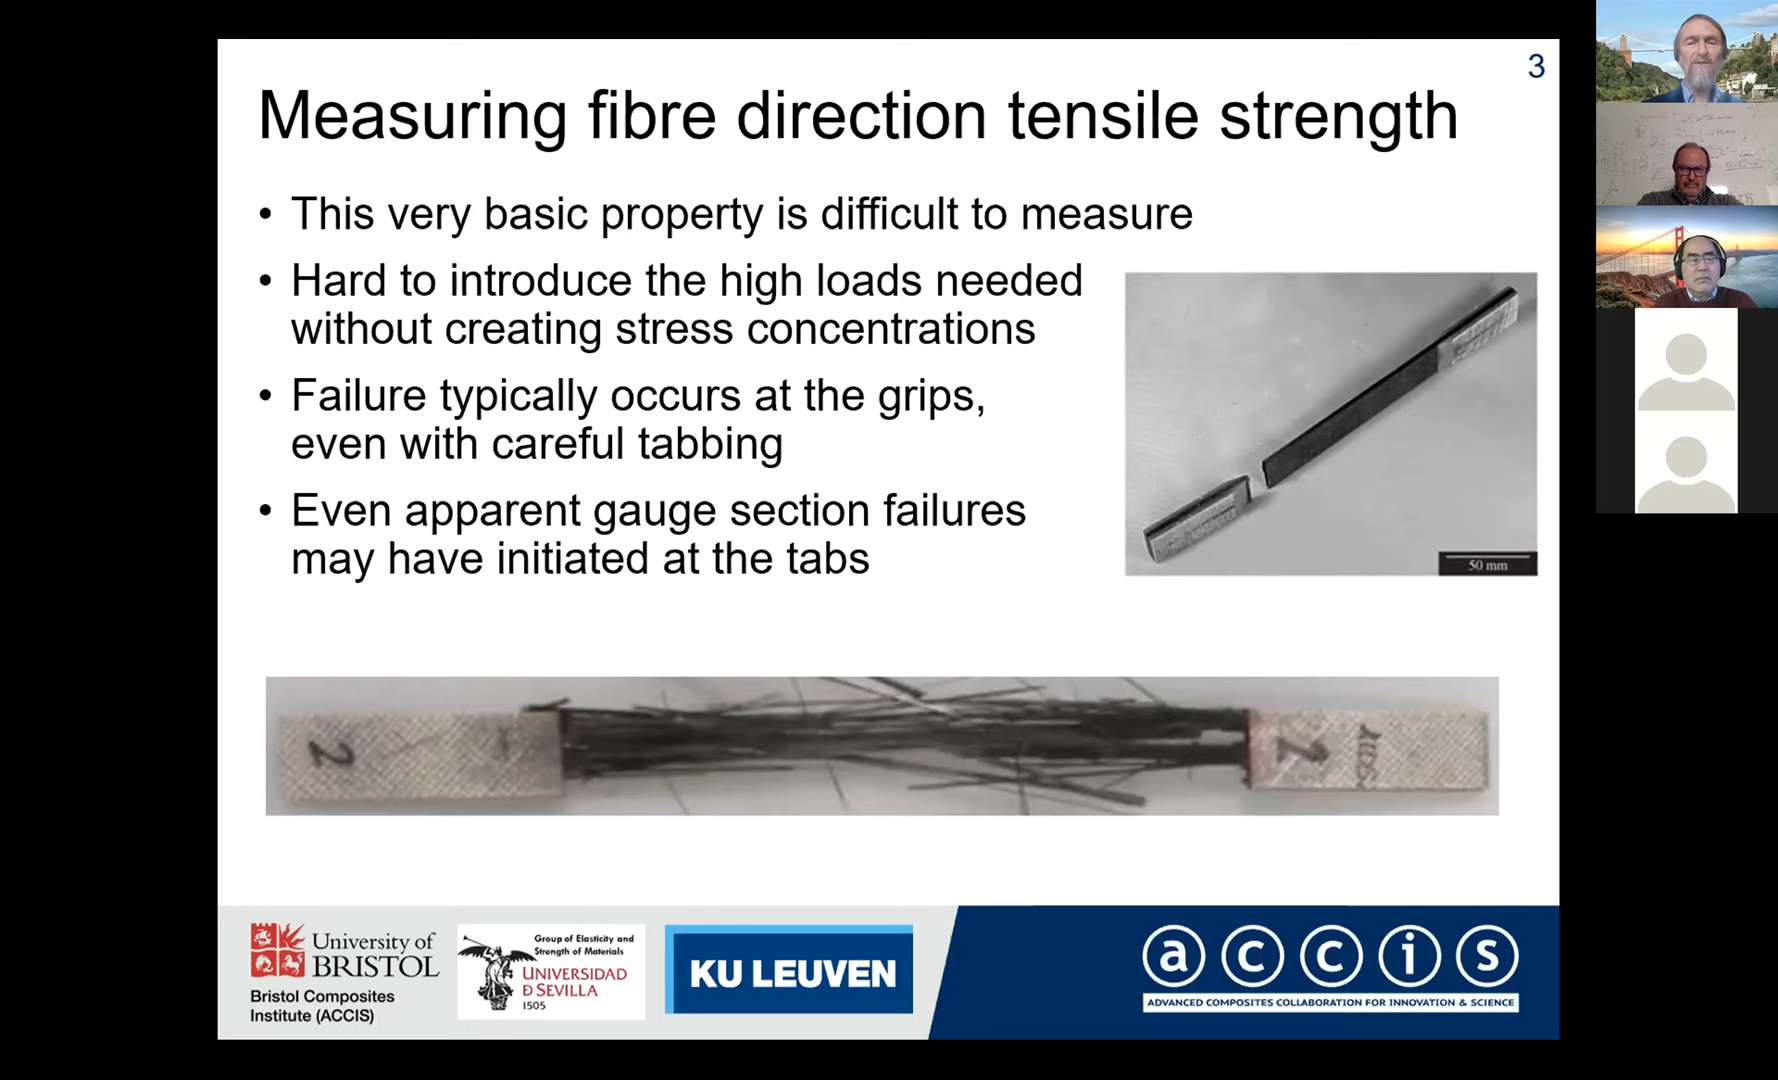 3
Measuring fibre direction tensile strength
• This very basic property is difficult to measure
• Hard to introduce the high loads needed
without creating stress concentrations
• Failure typically occurs at the grips,
even with careful tabbing
• Even apparent gauge section failures
may have initiated at the tabs
50 mm
2
2
University of
BRISTOL
Bristol Composites
Institute (ACCIS)
Group of Elasticity and
Strength of Materials
UNIVERSIDAD
D SEVILLA
1505
KU LEUVEN
accis
ADVANCED COMPOSITES COLLABORATION FOR INNOVATION & SCIENCE